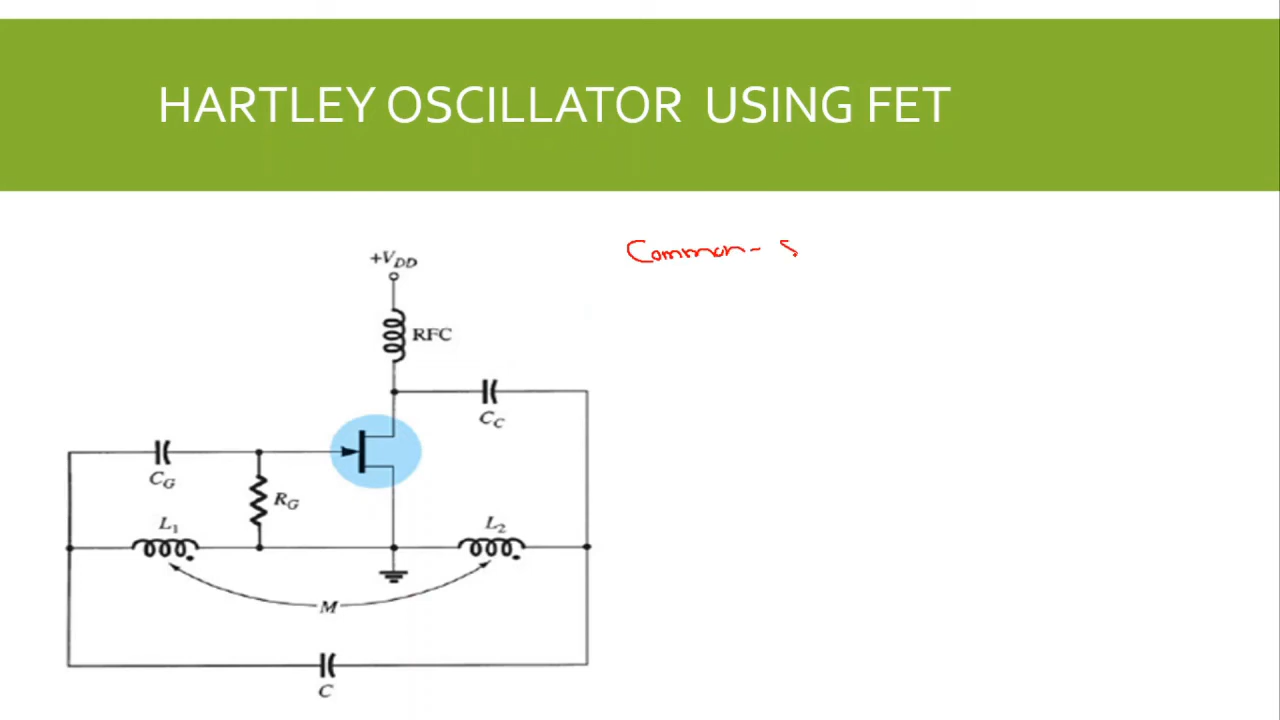 HARTLEY OSCILLATOR USING FET
Common- S
+VDD
RFC
CC
CG
RG
L1
L2
M
C